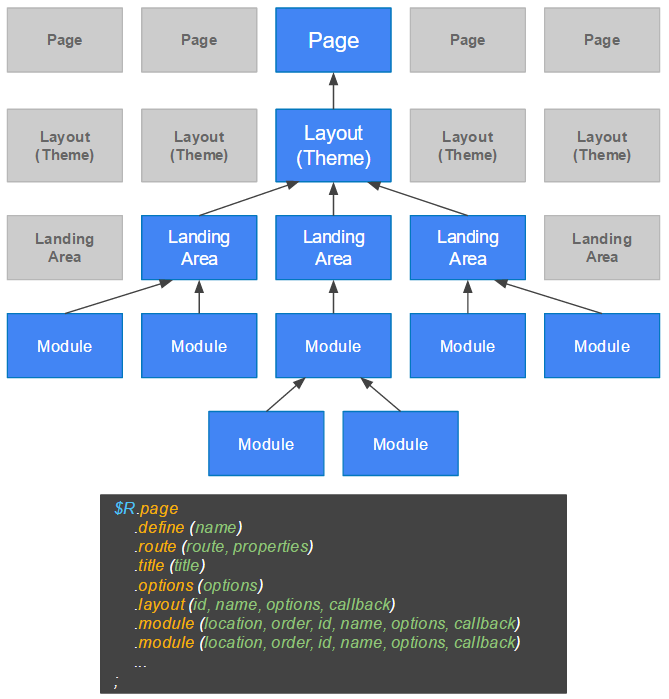 Page Page Page Page Page
Layout Layout Layout Layout Layout
(Theme) (Theme) (Theme) (Theme) (Theme)
Landing Landing Landing Landing Landing
Area Area Area Area Area
Module Module Module Module Module
Module Module
$R.page
.define (name)
.route (route, properties)
.title (title)
.options (options)
.layout (id, name, options, callback)
.module (location, order, id, name, options, callback)
.module (location, order, id, name, options, callback)
...
;